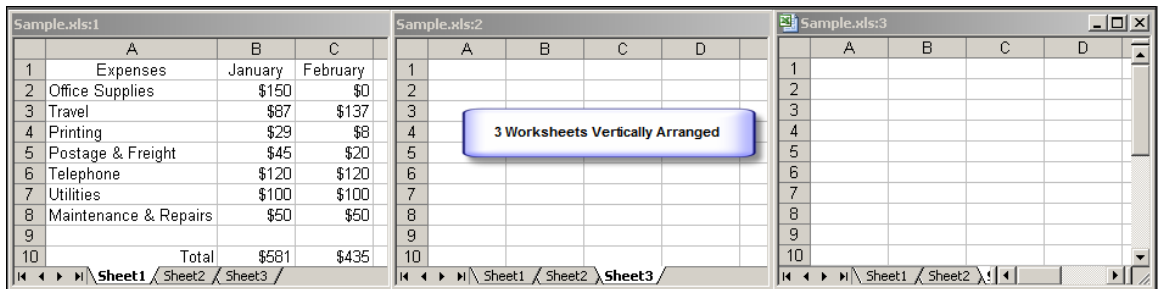 Sample.xls:1
A B C
1 Expenses January February
2 Office Supplies $150 $0
3 Travel $87 $137
4 Printing $29 $8
5 Postage & Freight $45 $20
6 Telephone $120 $120
7 Utilities $100 $100
8 Maintenance & Repairs $50 $50
9
10 Total $581 $435
Sheet1 Sheet2 Sheet3
Sample.xls:2
A B C D
1
2
3
4
5
6
7
8
9
10
3 Worksheets Vertically Arranged
Sheet1 Sheet2 Sheet3
Sample.xls:3
A B C D
1
2
3
4
5
6
7
8
9
10
Sheet1 Sheet2